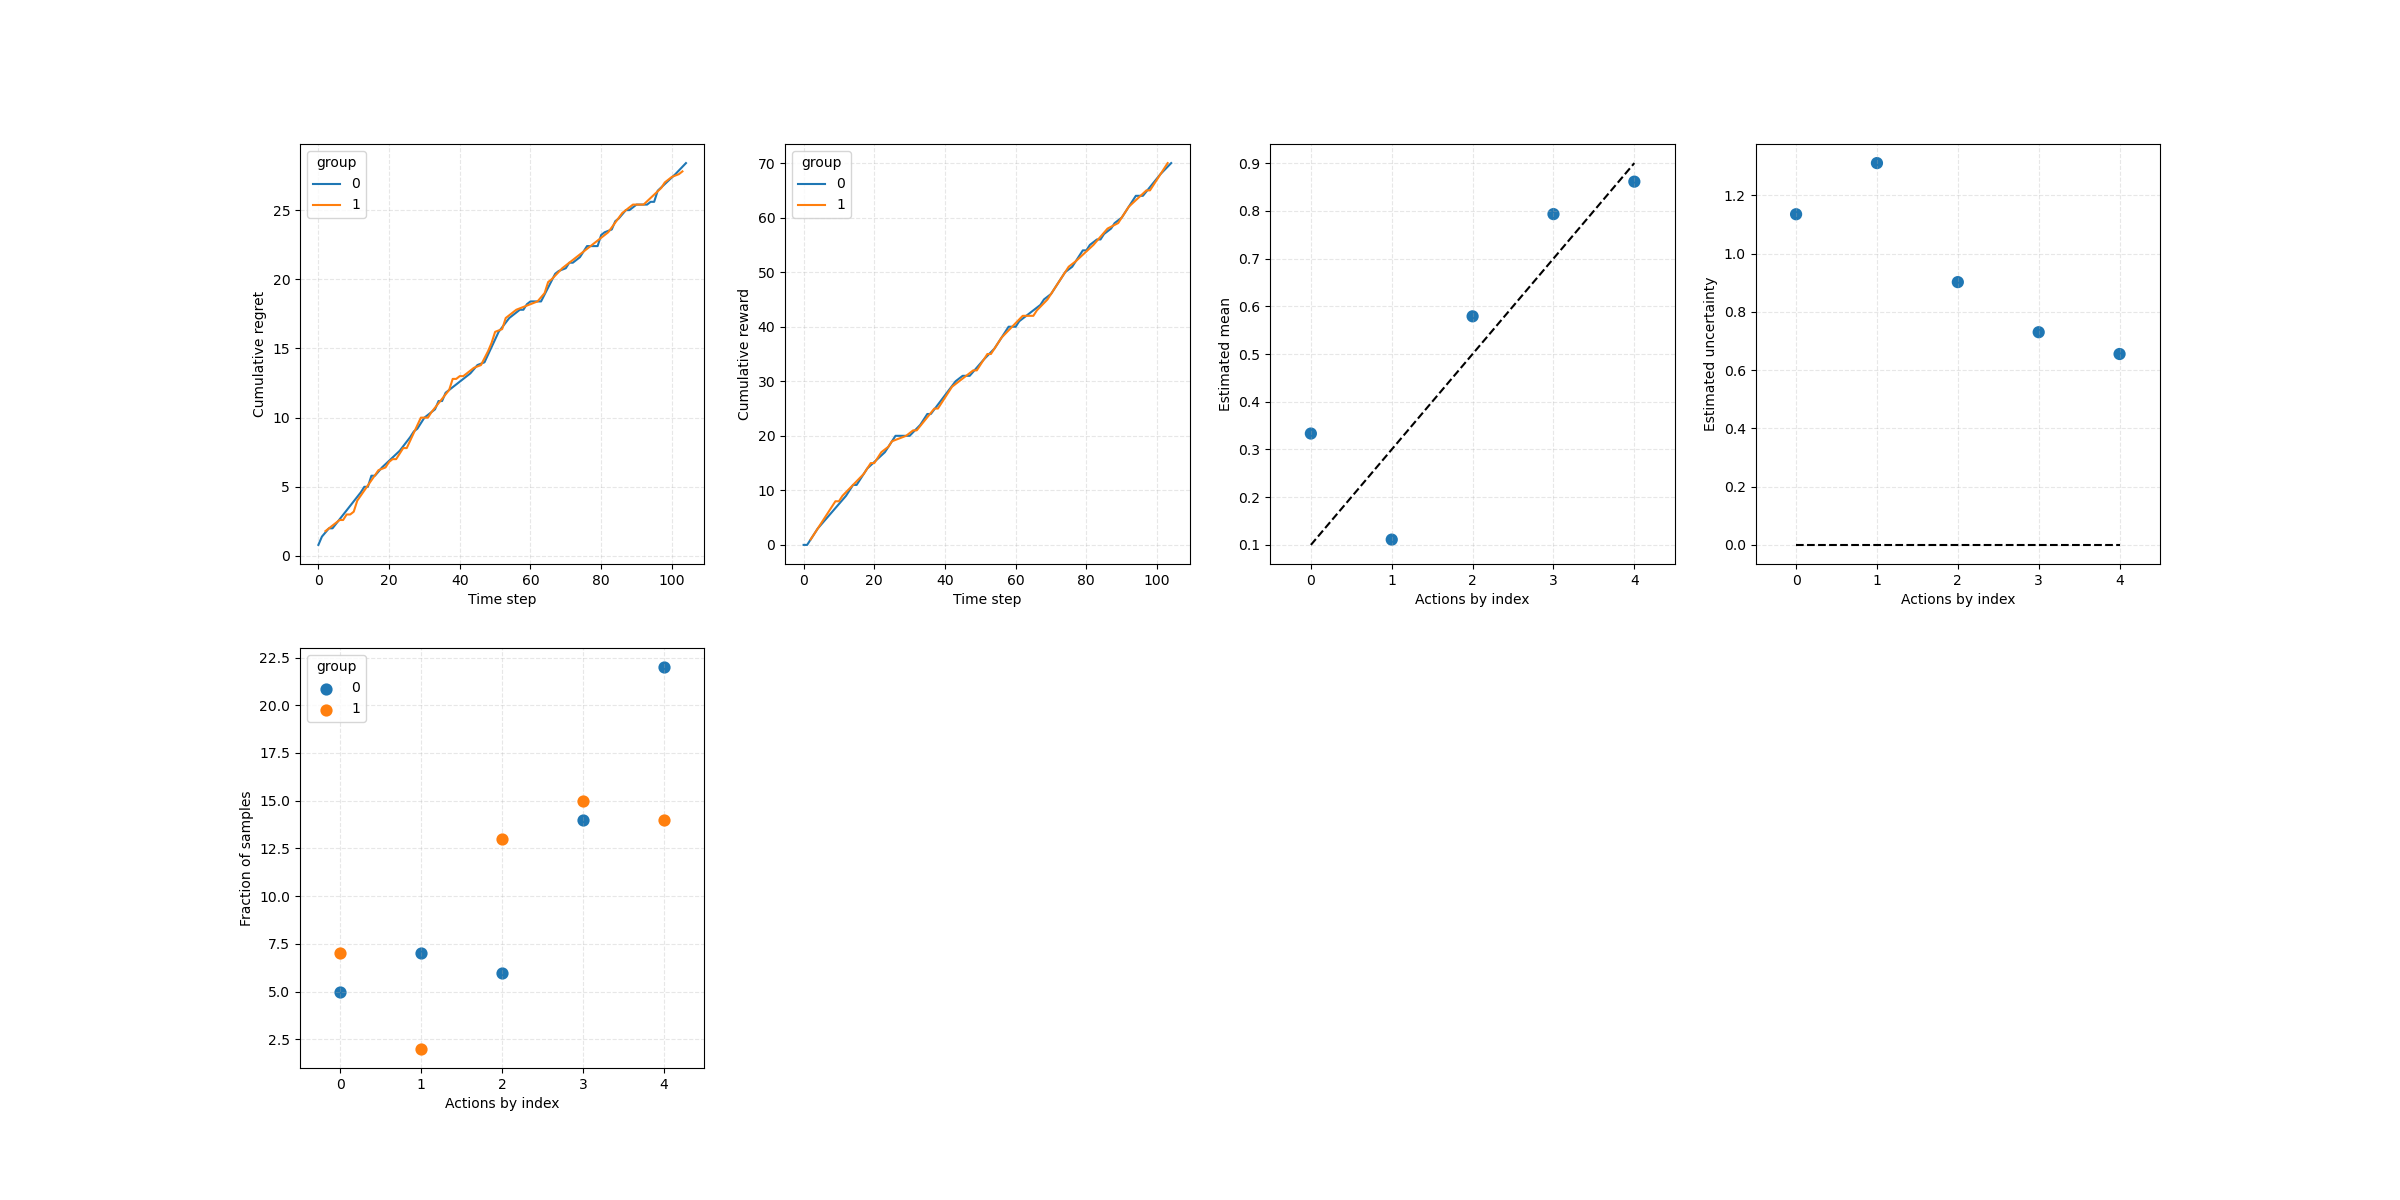 group
0
1
25
20
15
10
5
0
Cumulative regret
0 20 40 60 80 100
Time step
group
0
1
70
60
50
40
30
20
10
0
Cumulative reward
0 20 40 60 80 100
Time step
0.9
0.8
0.7
0.6
0.5
0.4
0.3
0.2
0.1
Estimated mean
0 1 2 3 4
Actions by index
1.2
1.0
0.8
0.6
0.4
0.2
0.0
Estimated uncertainty
0 1 2 3 4
Actions by index
group
0
1
22.5
20.0
17.5
15.0
12.5
10.0
7.5
5.0
2.5
Fraction of samples
0 1 2 3 4
Actions by index